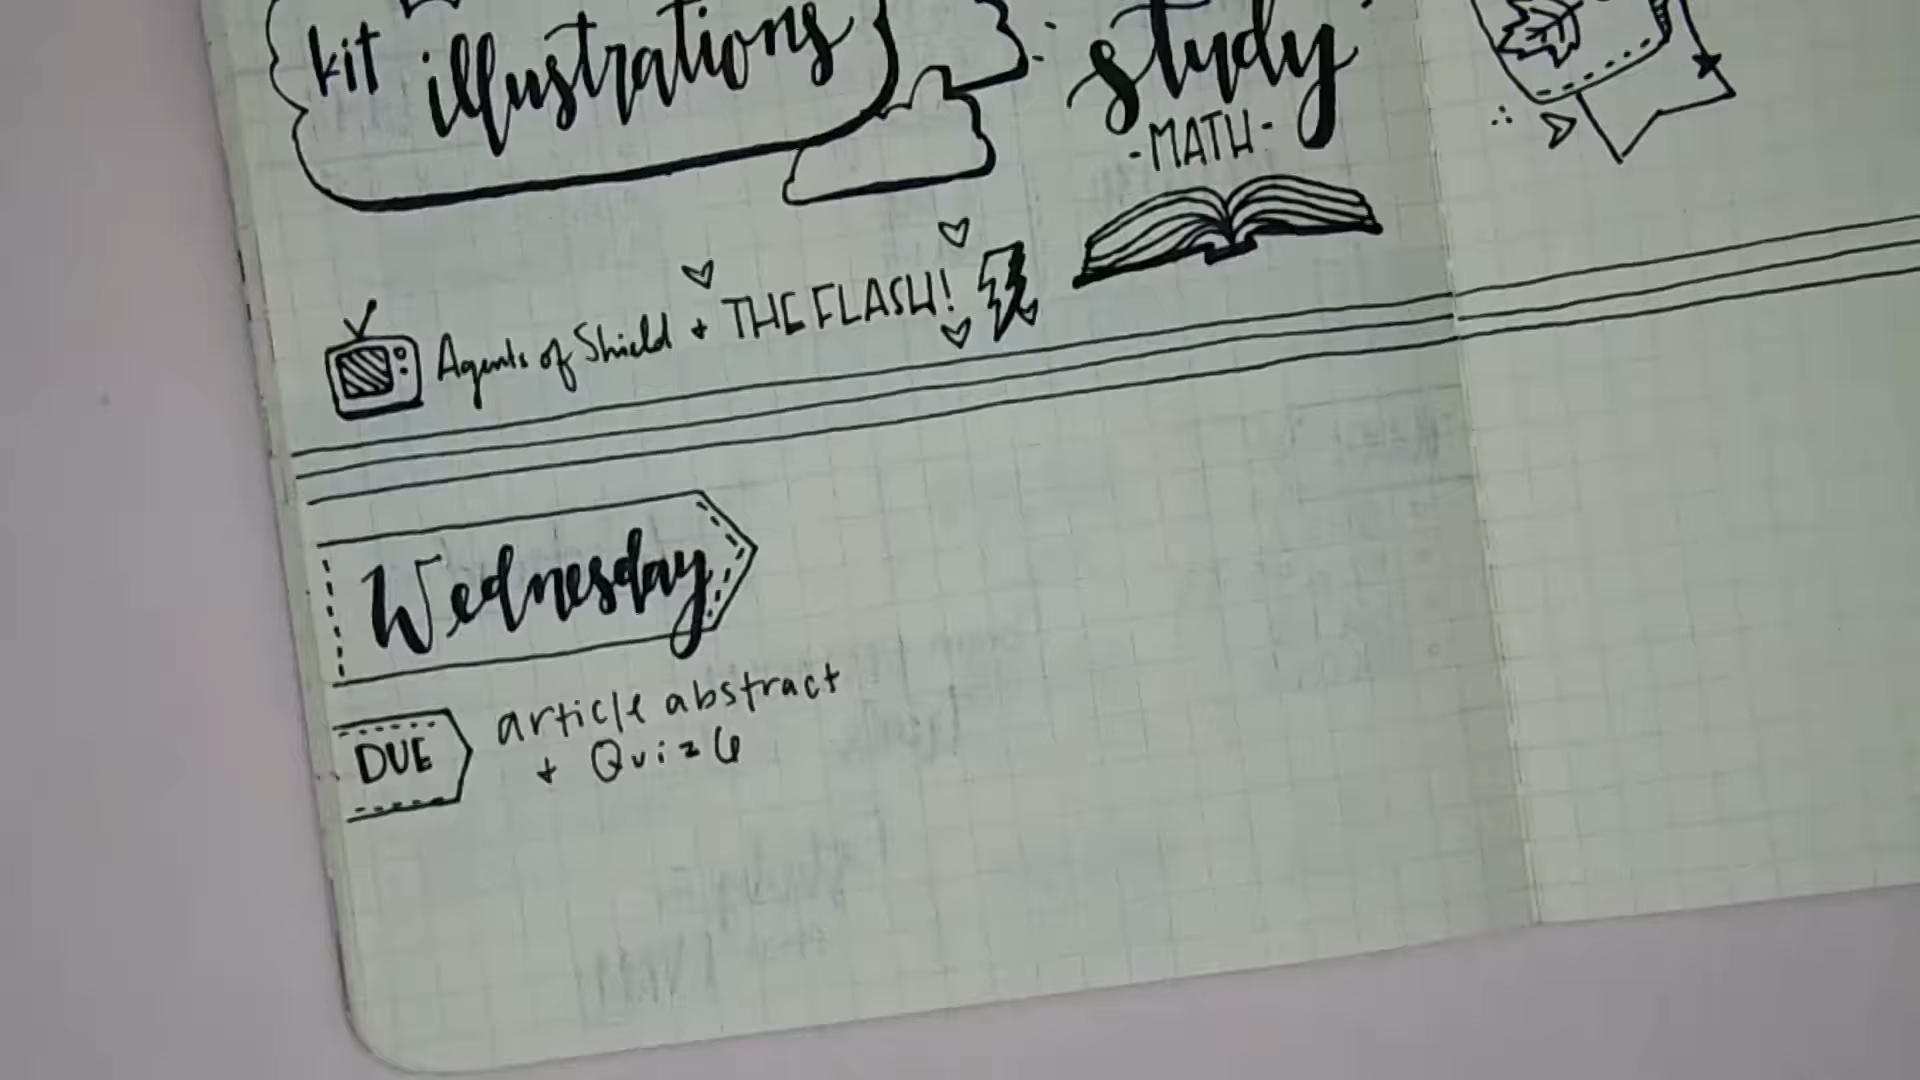 kit illustrations
study
-MATH-
Agents of Shield + THE FLASH!
Wednesday
DUE
article abstract
+ Quiz 6